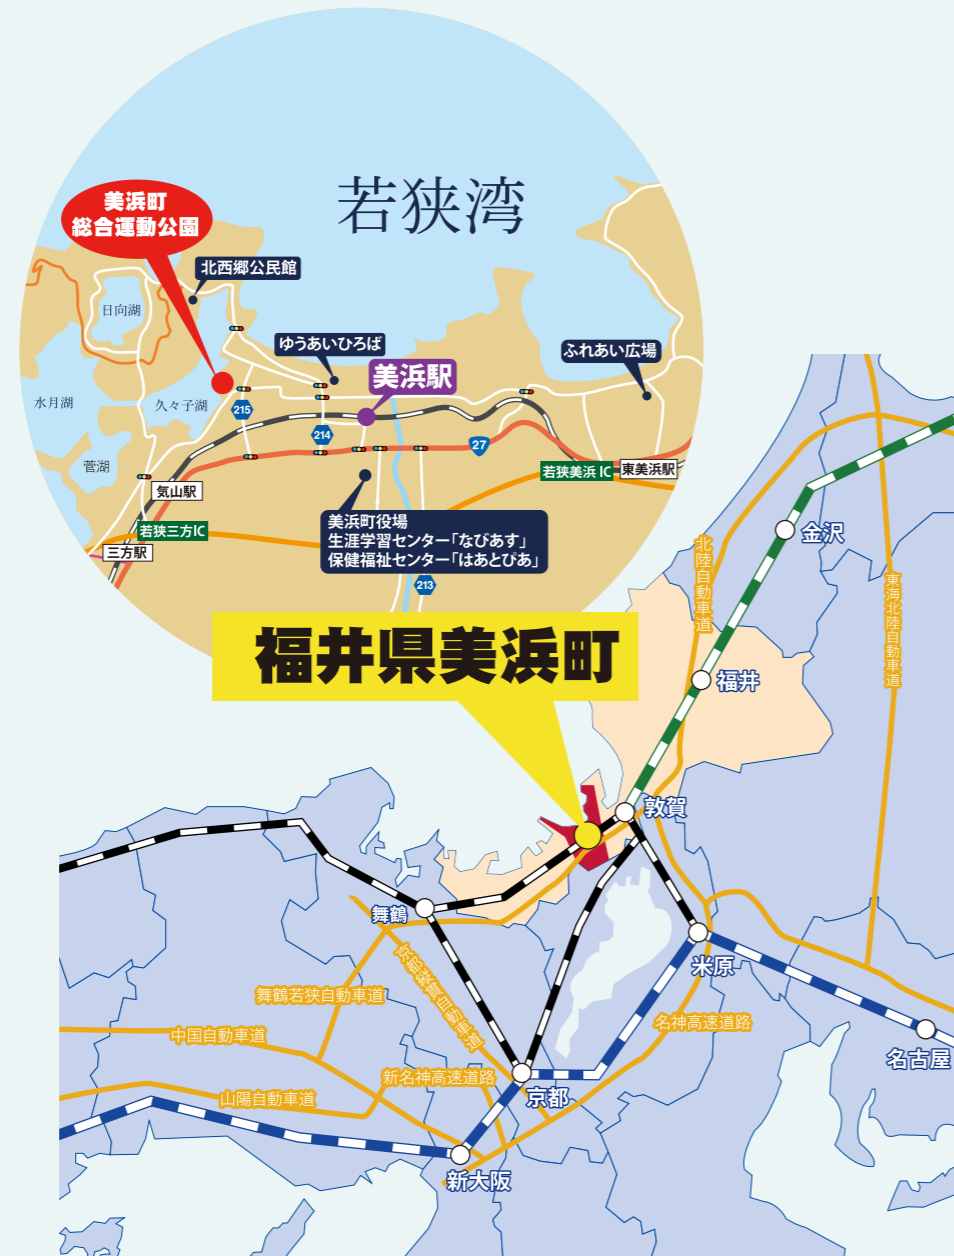 若狭湾
美浜町
総合運動公園
北西郷公民館
日向湖
ゆうあいひろば
ふれあい広場
美浜駅
水月湖
久々子湖
215
214
27
菅湖
若狭美浜 IC
東美浜駅
気山駅
若狭三方IC
三方駅
美浜町役場
生涯学習センター「なびあす」
保健福祉センター「はあとぴあ」
213
福井県美浜町
金沢
北陸自動車道
東海北陸自動車道
福井
敦賀
舞鶴
米原
京都縦貫自動車道
舞鶴若狭自動車道
中国自動車道
名神高速道路
名古屋
新名神高速道路
京都
山陽自動車道
新大阪